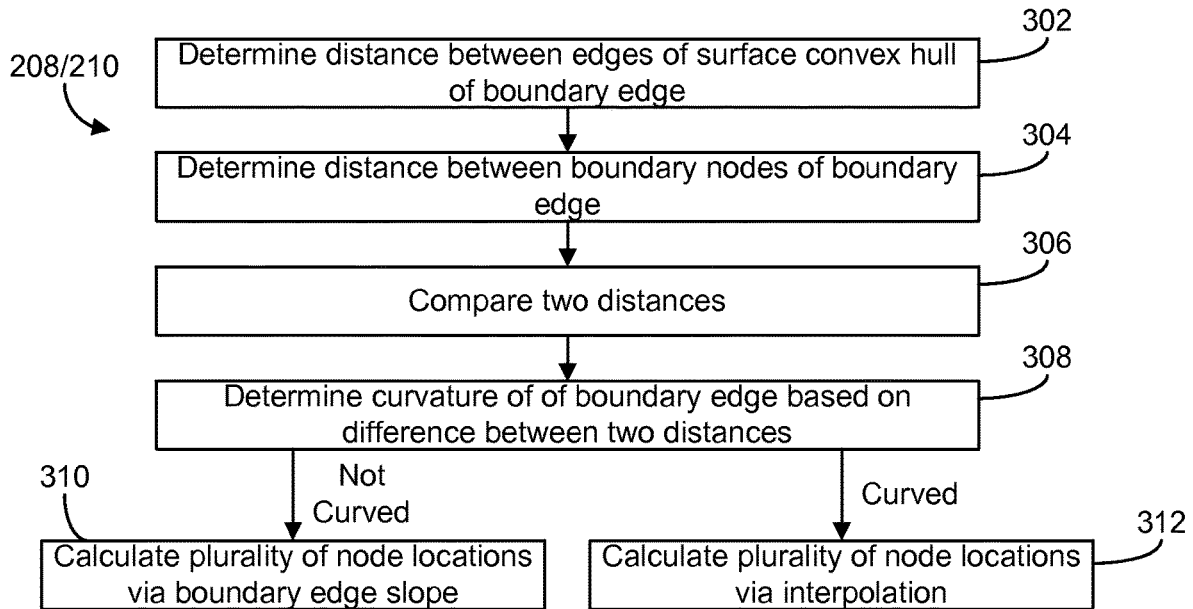 302
Determine distance between edges of surface convex hull
of boundary edge
208/210
304
Determine distance between boundary nodes of boundary
edge
306
Compare two distances
308
Determine curvature of of boundary edge based on
difference between two distances
310
Not
Curved
Curved
312
Calculate plurality of node locations
via boundary edge slope
Calculate plurality of node locations
via interpolation